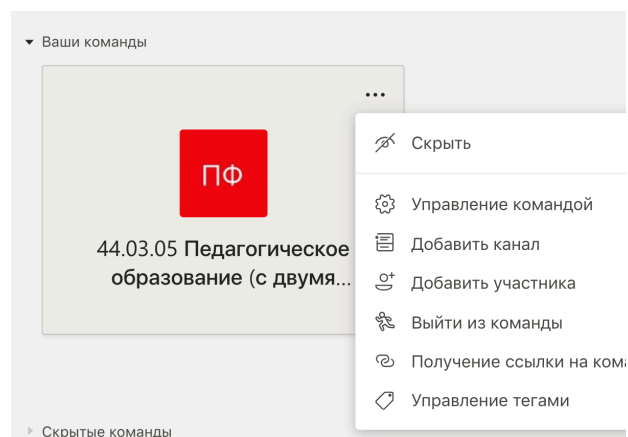 Ваши команды
ПФ
44.03.05 Педагогическое
образование (с двумя...
Скрыть
Управление командой
Добавить канал
Добавить участника
Выйти из команды
Получение ссылки на
Управление тегами
Скрытые команды